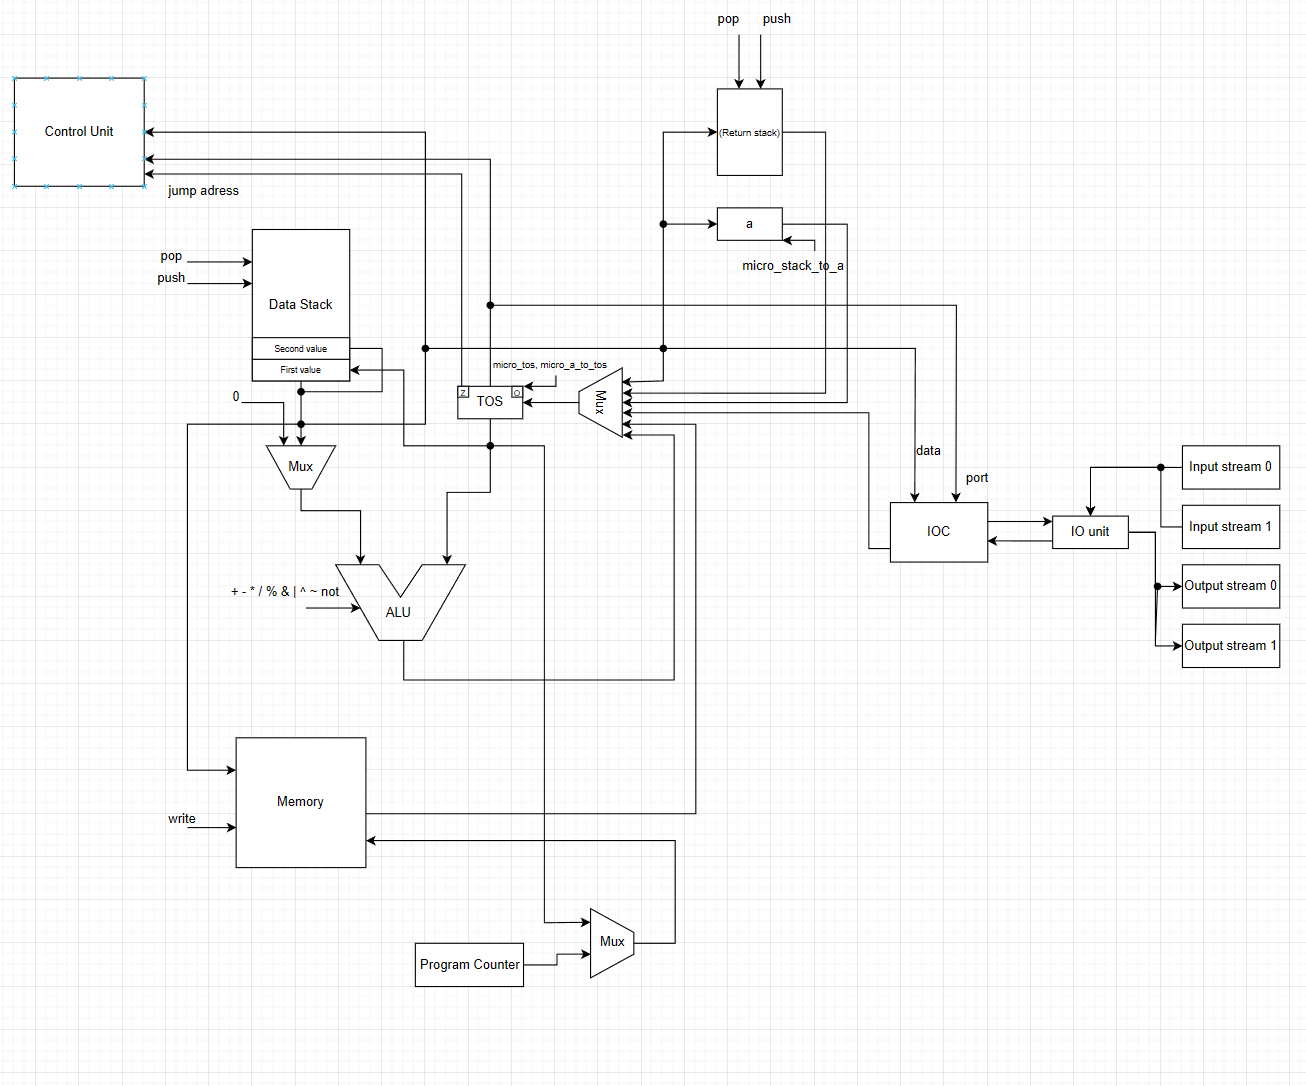 pop push
Control Unit
(Return stack)
jump adress
a
micro_stack_to_a
pop
push
Data Stack
Second value
First value
micro_tos, micro_a_to_tos
Z
O
TOS
Mux
0
Mux
data
port
Input stream 0
IOC
IO unit
Input stream 1
Output stream 0
Output stream 1
+ - * / % & | ^ ~ not
ALU
Memory
write
Mux
Program Counter